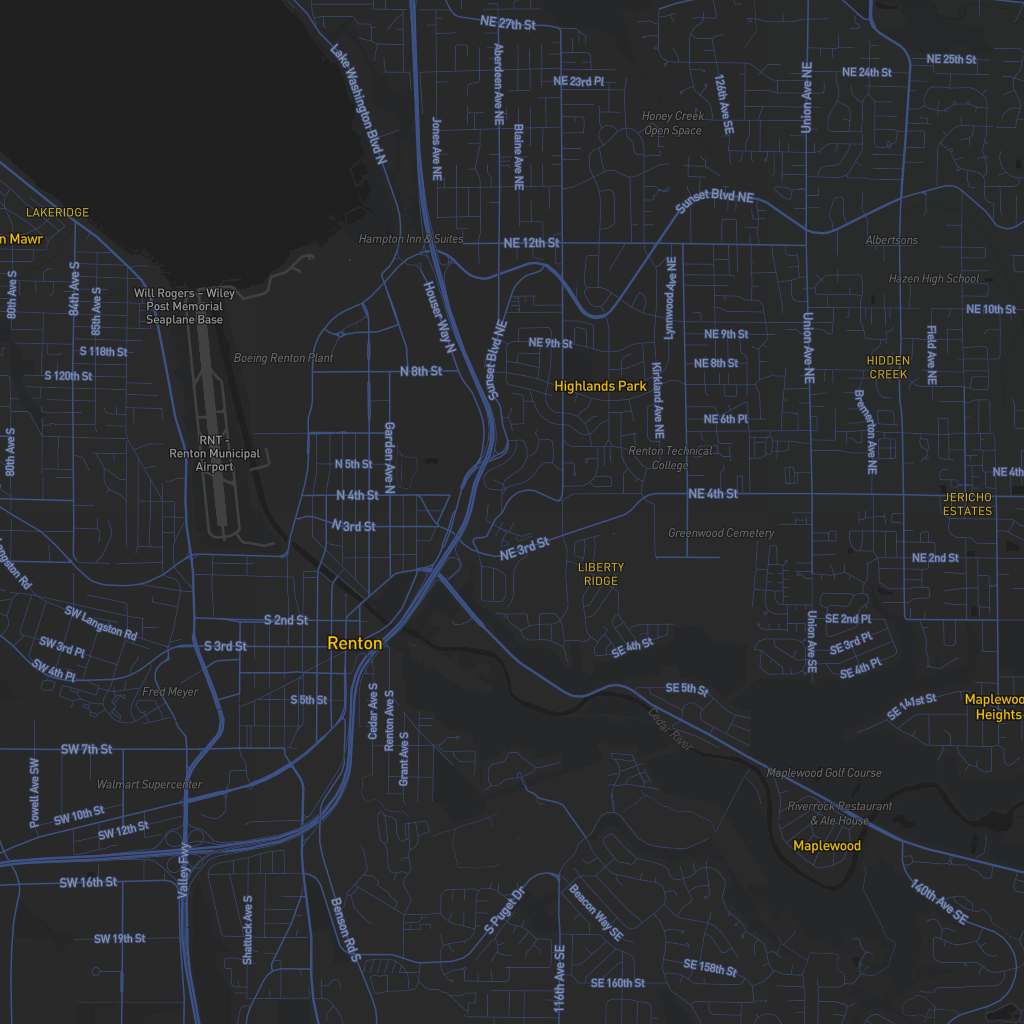 NE 27th St
Lake Washington Blvd N
Aberdeen Ave NE
NE 23rd Pl
126th Ave SE
Union Ave NE
NE 24th St
NE 25th St
Jones Ave NE
Blaine Ave NE
Honey Creek
Open Space
Sunset Blvd NE
LAKERIDGE
n Mawr
Hampton Inn & Suites
NE 12th St
Albertsons
80th Ave S
84th Ave S
85th Ave S
Will Rogers – Wiley
Post Memorial
Seaplane Base
Houser Way N
Sunset Blvd NE
Lynnwood Ave NE
Hazen High School
NE 10th St
S 118th St
Boeing Renton Plant
NE 9th St
NE 9th St
Union Ave NE
Field Ave NE
S 120th St
N 8th St
Highlands Park
Kirkland Ave NE
NE 8th St
HIDDEN
CREEK
NE 6th Pl
Bremerton Ave NE
80th Ave S
RNT -
Renton Municipal
Airport
Garden Ave N
N 5th St
Renton Technical
College
NE 4th
N 4th St
NE 4th St
JERICHO
ESTATES
N 3rd St
NE 3rd St
Greenwood Cemetery
Langston Rd
LIBERTY
RIDGE
NE 2nd St
SW Langston Rd
S 2nd St
Union Ave SE
SE 2nd Pl
SW 3rd Pl
S 3rd St
Renton
SE 4th St
SE 3rd Pl
SW 4th Pl
SE 4th Pl
Fred Meyer
S 5th St
Cedar Ave S
Renton Ave S
SE 5th St
SE 141st St
Maplewoo
Heights
Cedar River
SW 7th St
Grant Ave S
Powell Ave SW
Walmart Supercenter
Maplewood Golf Course
SW 10th St
Riverrock Restaurant
& Ale House
SW 12th St
Maplewood
Valley Fwy
SW 16th St
Shattuck Ave S
Benson Rd S
S Puget Dr
Beacon Way SE
140th Ave SE
SW 19th St
116th Ave SE
SE 158th St
SE 160th St